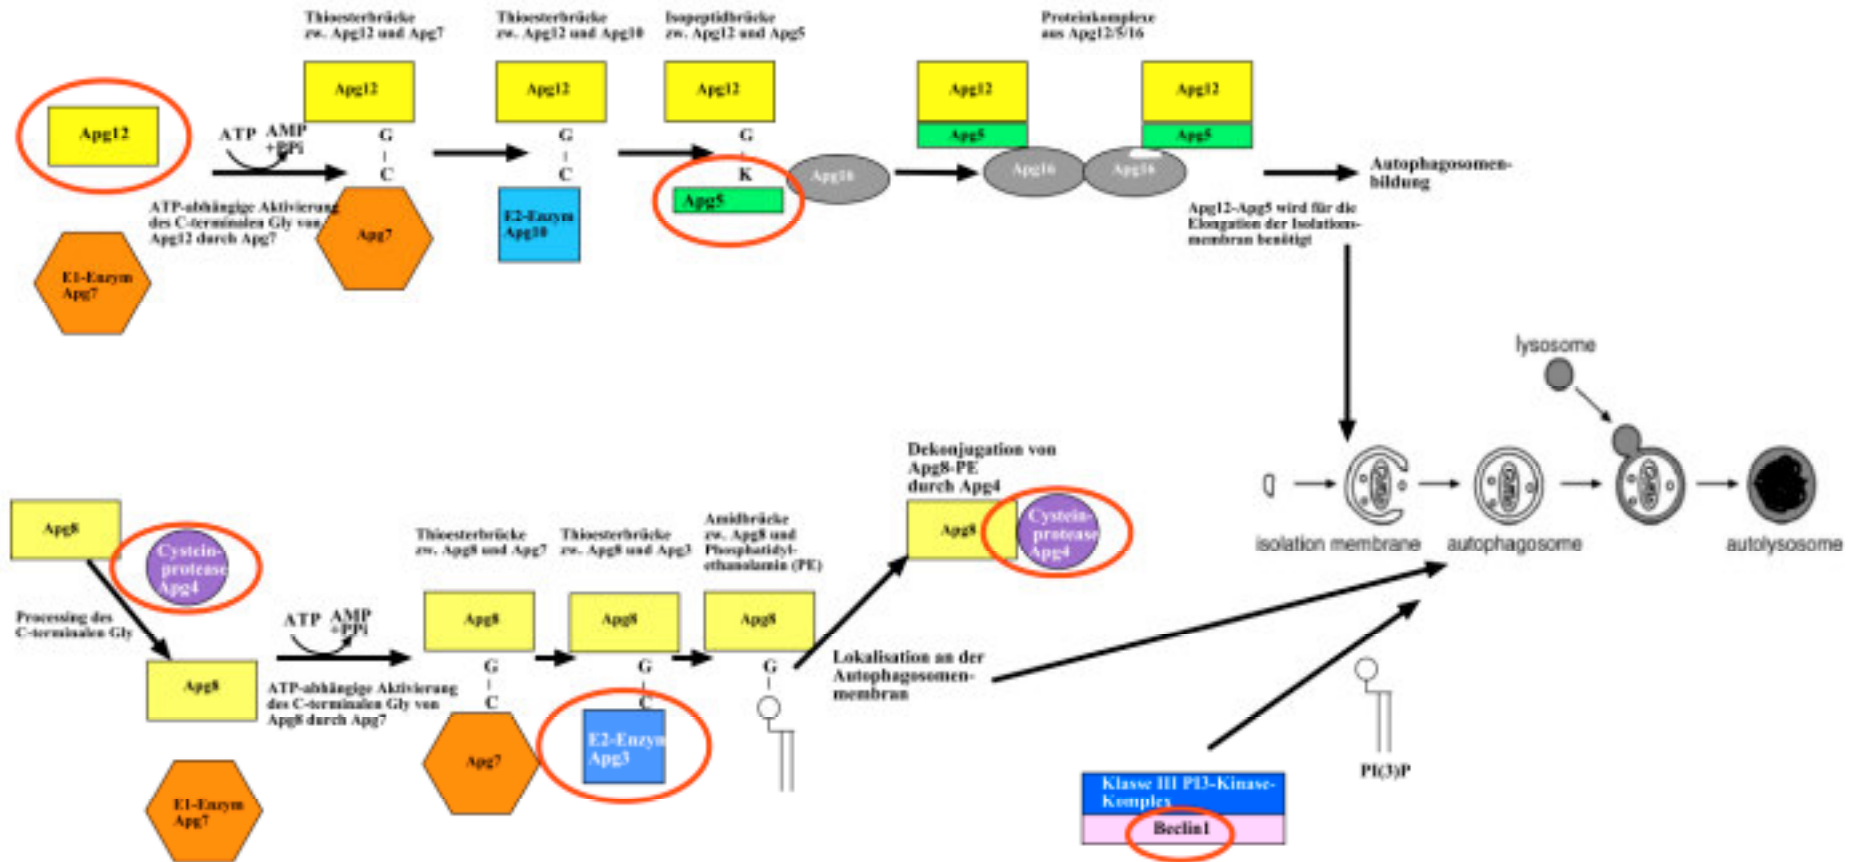 Thioesterbrücke
zw. Apg12 und Apg7
Thioesterbrücke
zw. Apg12 und Apg10
Isopeptidbrücke
zw. Apg12 und Apg5
Proteinkomplexe
aus Apg12/5/16
Apg12
Apg12
Apg12
Apg12
Apg12
Apg12
ATP
AMP
+PPi
G
C
G
C
G
K
Apg5
Apg5
Apg16
Apg16
Apg16
Autophagosomen-
bildung
ATP-abhängige Aktivierung
des C-terminalen Gly von
Apg12 durch Apg7
Apg7
E2-Enzym
Apg10
Apg5
Apg12-Apg5 wird für die
Elongation der Isolations-
membran benötigt
E1-Enzym
Apg7
lysosome
isolation membrane
autophagosome
autolysosome
Dekonjugation von
Apg8-PE
durch Apg4
Apg8
Cystein-
protease
Apg4
Apg8
Cystein-
protease
Apg4
Thioesterbrücke
zw. Apg8 und Apg7
Thioesterbrücke
zw. Apg8 und Apg3
Amidbrücke
zw. Apg8 und
Phosphatidyl-
ethanolamin (PE)
Processing des
C-terminalen Gly
ATP
AMP
+PPi
Apg8
Apg8
Apg8
Apg8
G
C
G
C
G
ATP-abhängige Aktivierung
des C-terminalen Gly von
Apg8 durch Apg7
Lokalisation an der
Autophagosomen-
membran
Apg7
E2-Enzym
Apg3
E1-Enzym
Apg7
PI(3)P
Klasse III PI3-Kinase-
Komplex
Beclin1